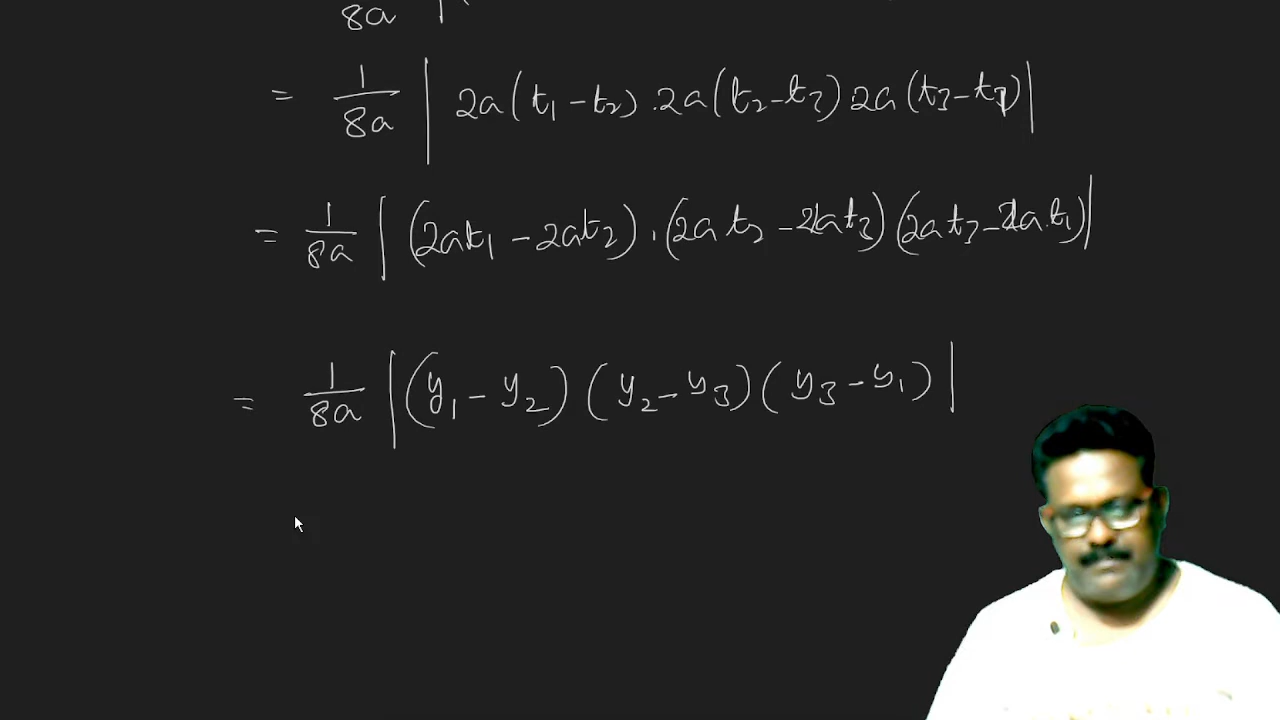 8a |
= 1/8a | 2a(t₁ - t₂) . 2a(t₂ - t₃) 2a(t₃ - t₁) |
= 1/8a | (2at₁ - 2at₂) . (2at₂ - 2at₃) (2at₃ - 2at₁) |
= 1/8a | (y₁ - y₂) (y₂ - y₃) (y₃ - y₁) |